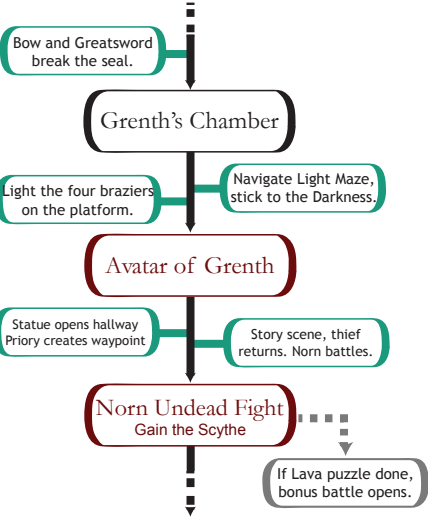 Bow and Greatsword
break the seal.
Grenth's Chamber
Light the four braziers
on the platform.
Navigate Light Maze,
stick to the Darkness.
Avatar of Grenth
Statue opens hallway
Priory creates waypoint
Story scene, thief
returns. Norn battles.
Norn Undead Fight
Gain the Scythe
If Lava puzzle done,
bonus battle opens.